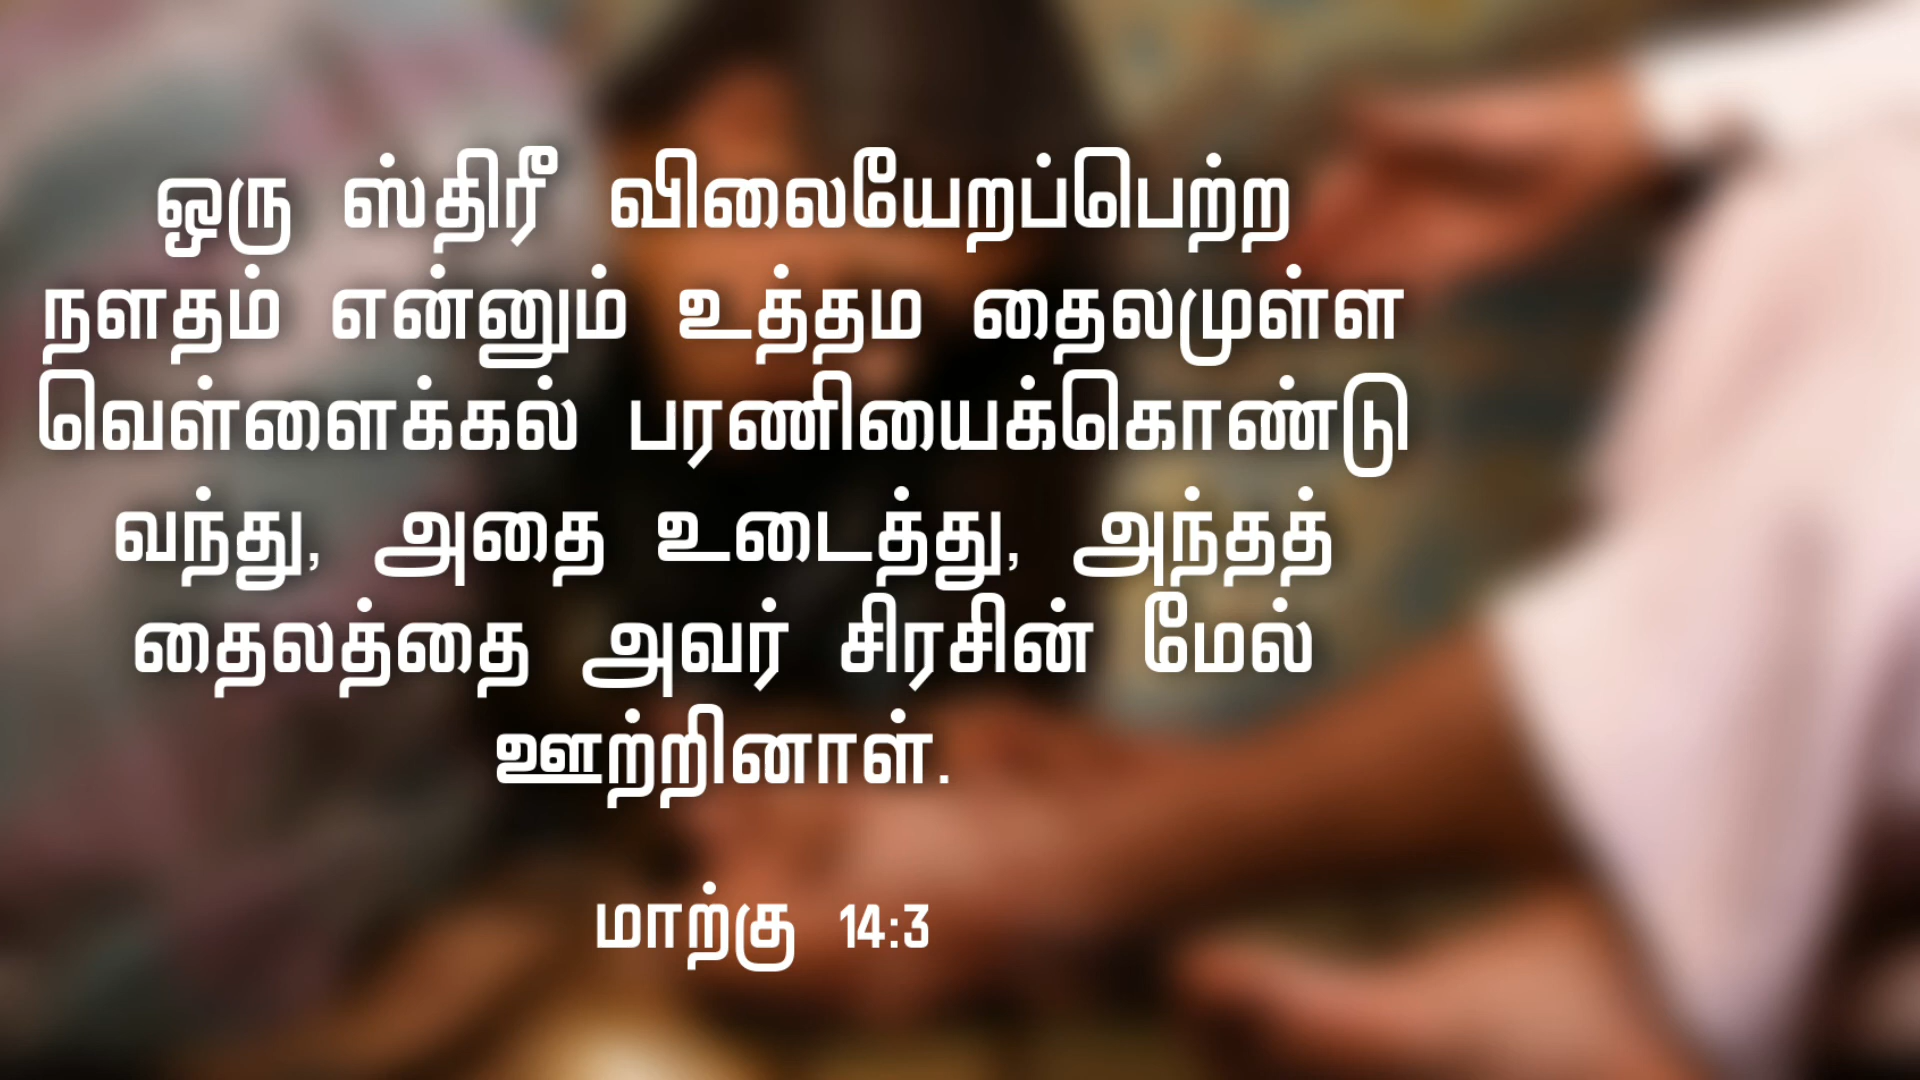 ஒரு ஸ்திரீ விலையேறப்பெற்ற
நளதம் என்னும் உத்தம தைலமுள்ள
வெள்ளைக்கல் பரணியைக்கொண்டு
வந்து, அதை உடைத்து, அந்தத்
தைலத்தை அவர் சிரசின் மேல்
ஊற்றினாள்.
மாற்கு 14:3